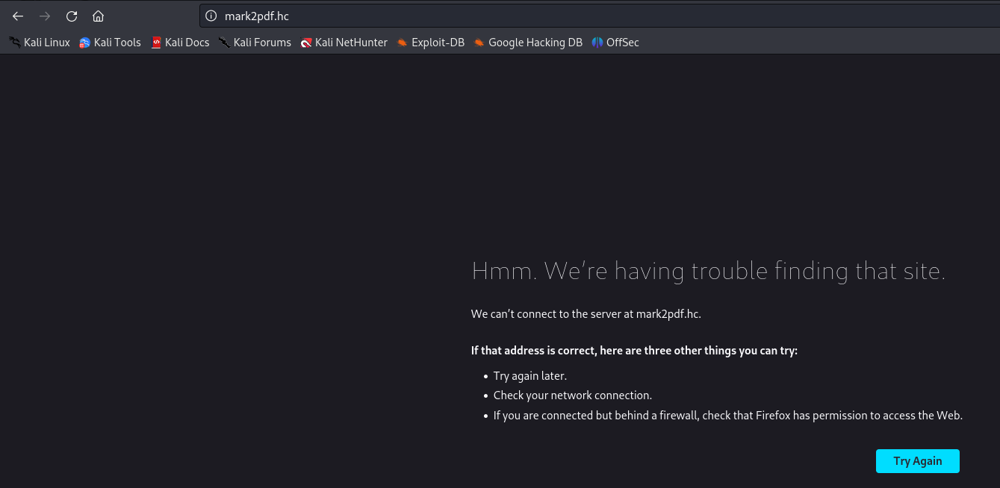 mark2pdf.hc
Kali Linux Kali Tools Kali Docs Kali Forums Kali NetHunter Exploit-DB Google Hacking DB OffSec
Hmm. We’re having trouble finding that site.
We can’t connect to the server at mark2pdf.hc.
If that address is correct, here are three other things you can try:
• Try again later.
• Check your network connection.
• If you are connected but behind a firewall, check that Firefox has permission to access the Web.
Try Again